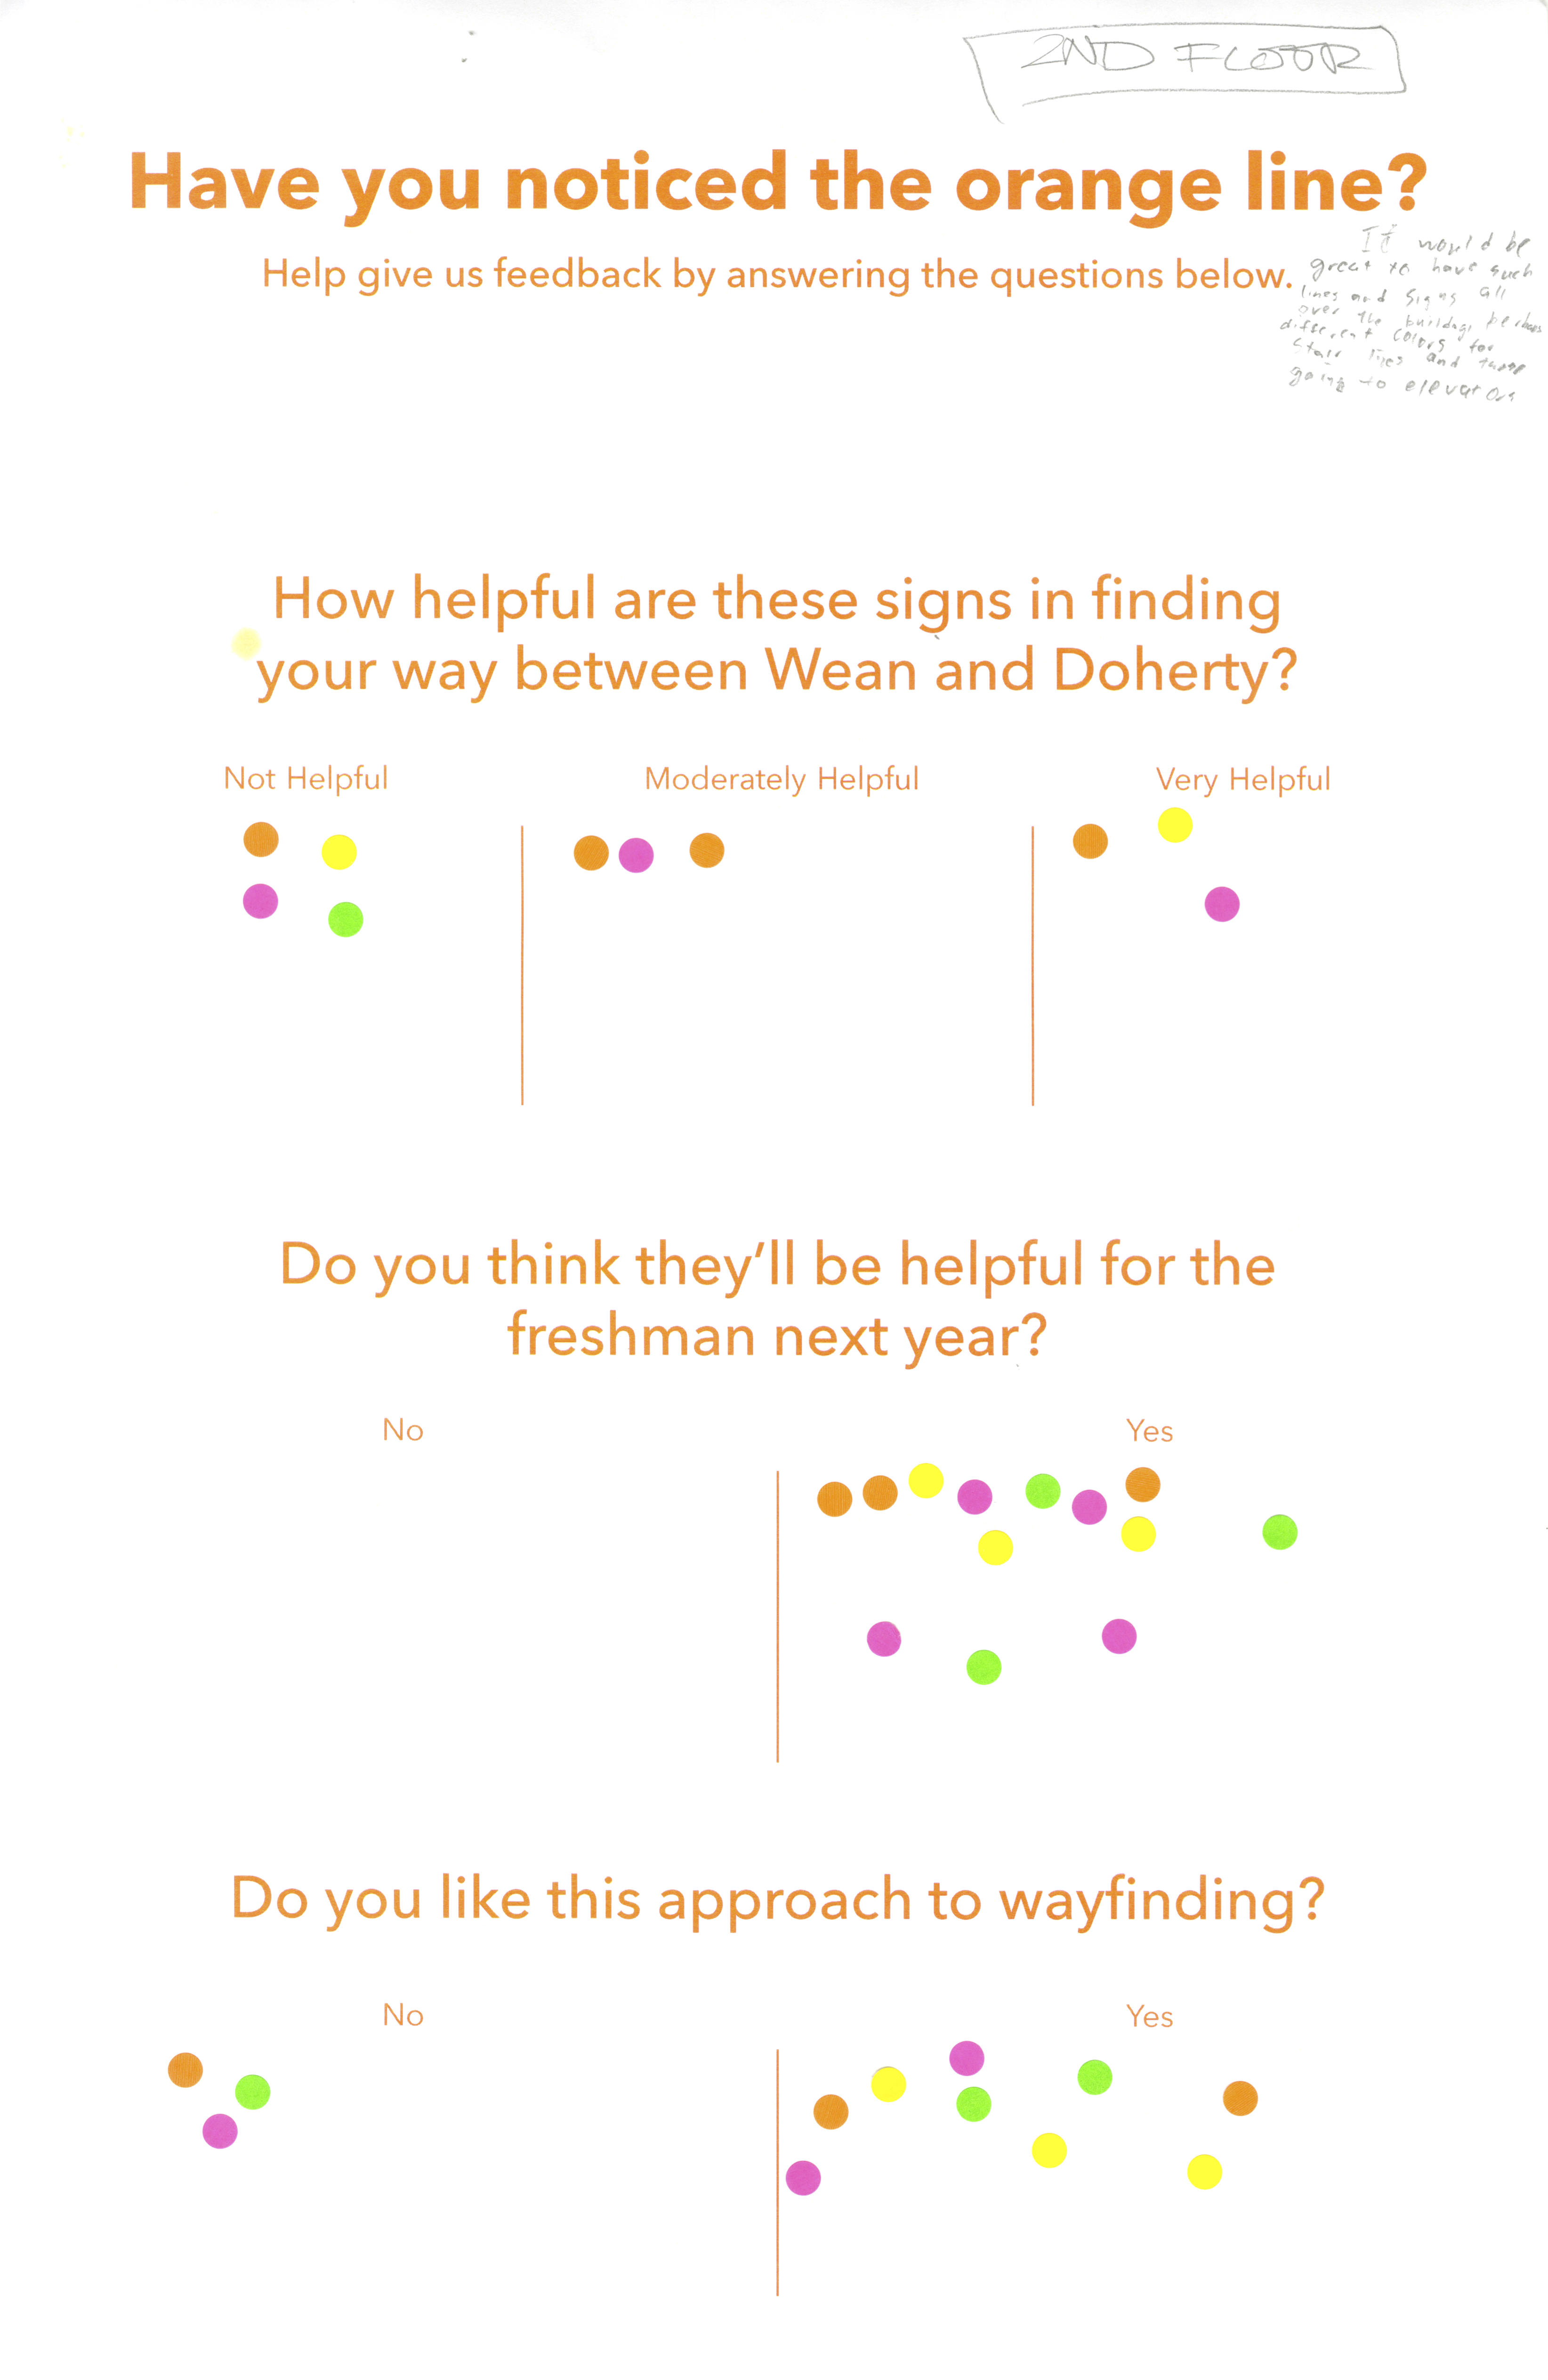 2ND FLOOR
Have you noticed the orange line?
Help give us feedback by answering the questions below.
It would be
great to have such
lines and signs all
over the building, perhaps
different colors for
stair lines and
going to elevators
How helpful are these signs in finding
your way between Wean and Doherty?
Not Helpful
Moderately Helpful
Very Helpful
Do you think they'll be helpful for the
freshman next year?
No
Yes
Do you like this approach to wayfinding?
No
Yes